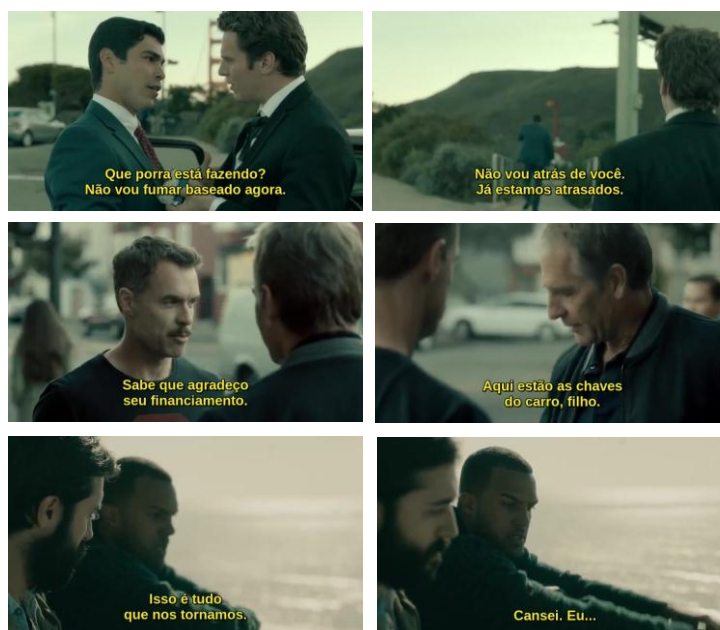 Que porra está fazendo?
Não vou fumar baseado agora.
Não vou atrás de você.
Já estamos atrasados.
Sabe que agradeço
seu financiamento.
Aqui estão as chaves
do carro, filho.
Isso é tudo
que nos tornamos.
Cansei. Eu...